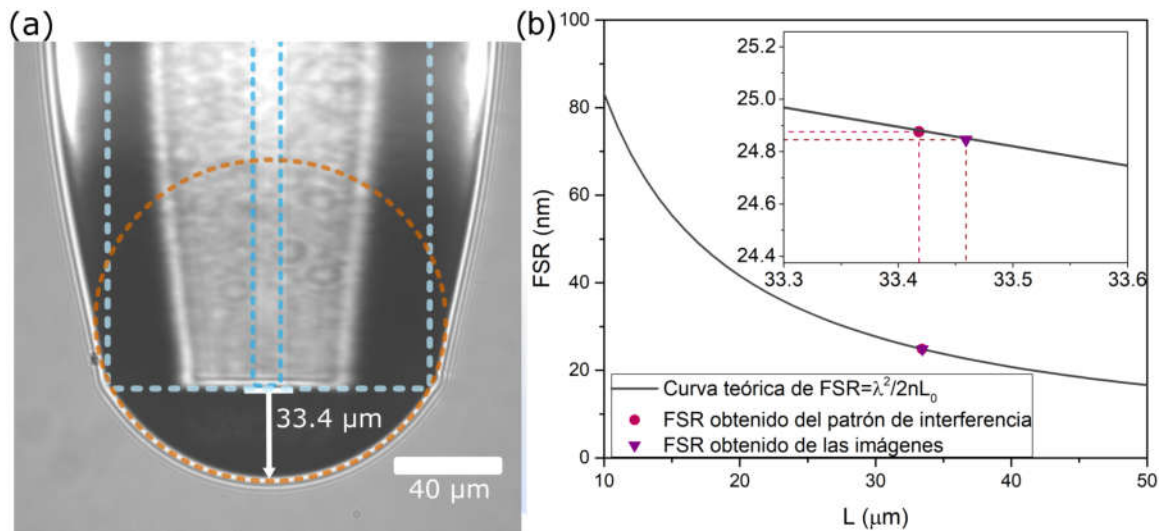 (a)
33.4 μm
40 μm
(b)
FSR (nm)
100
80
60
40
20
0
10
20
30
40
50
L (μm)
25.2
25.0
24.8
24.6
24.4
33.3
33.4
33.5
33.6
Curva teórica de FSR=λ²/2nL₀
FSR obtenido del patrón de interferencia
FSR obtenido de las imágenes